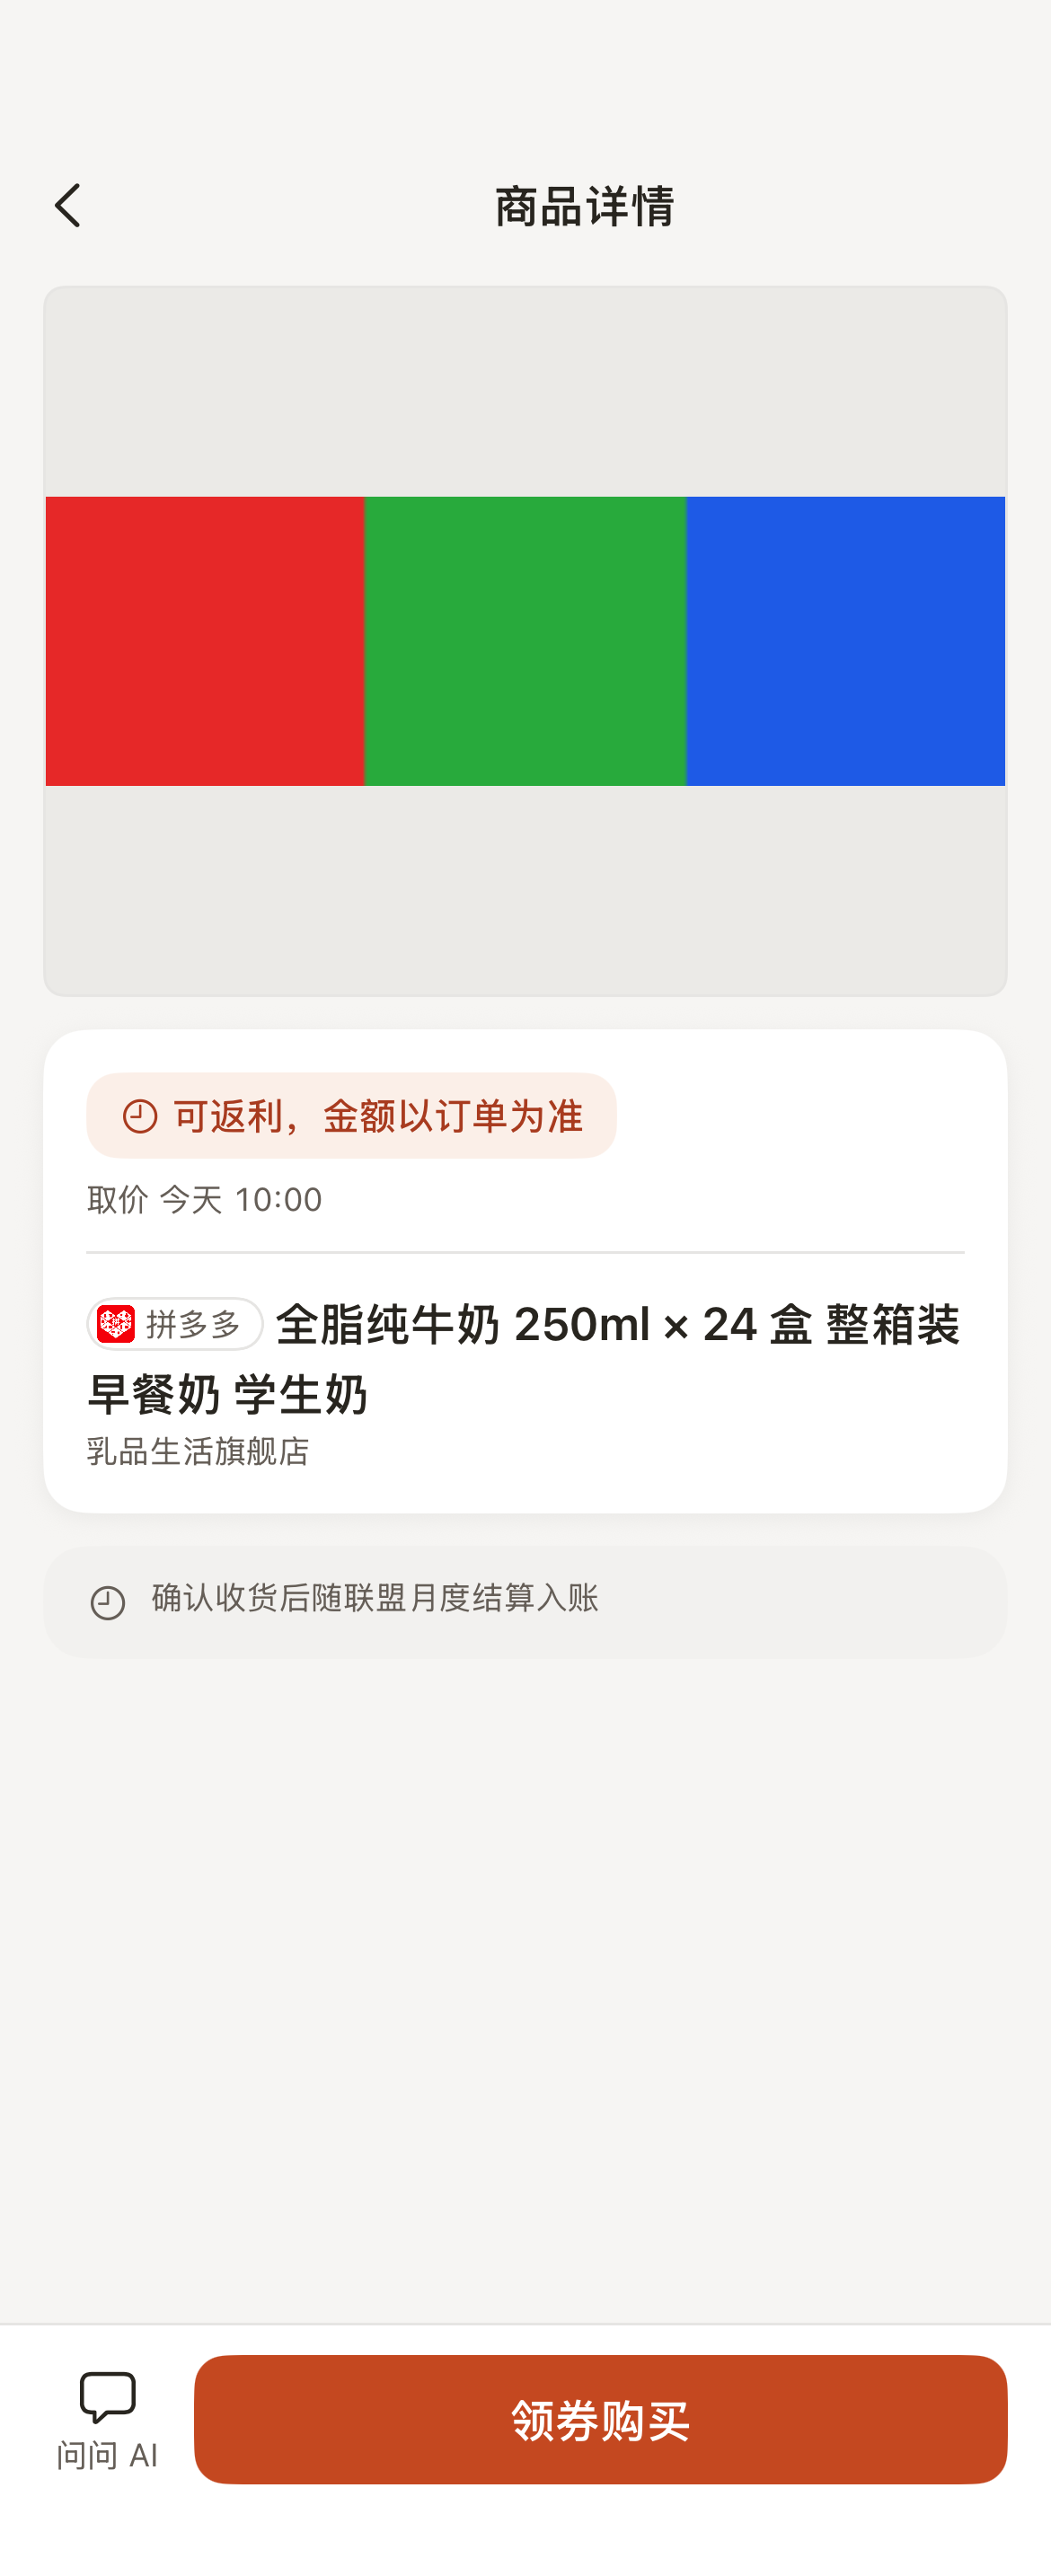 商品详情
可返利，金额以订单为准
取价 今天 10:00
拼多多 全脂纯牛奶 250ml × 24 盒 整箱装
早餐奶 学生奶
乳品生活旗舰店
确认收货后随联盟月度结算入账
领券购买
问问 AI